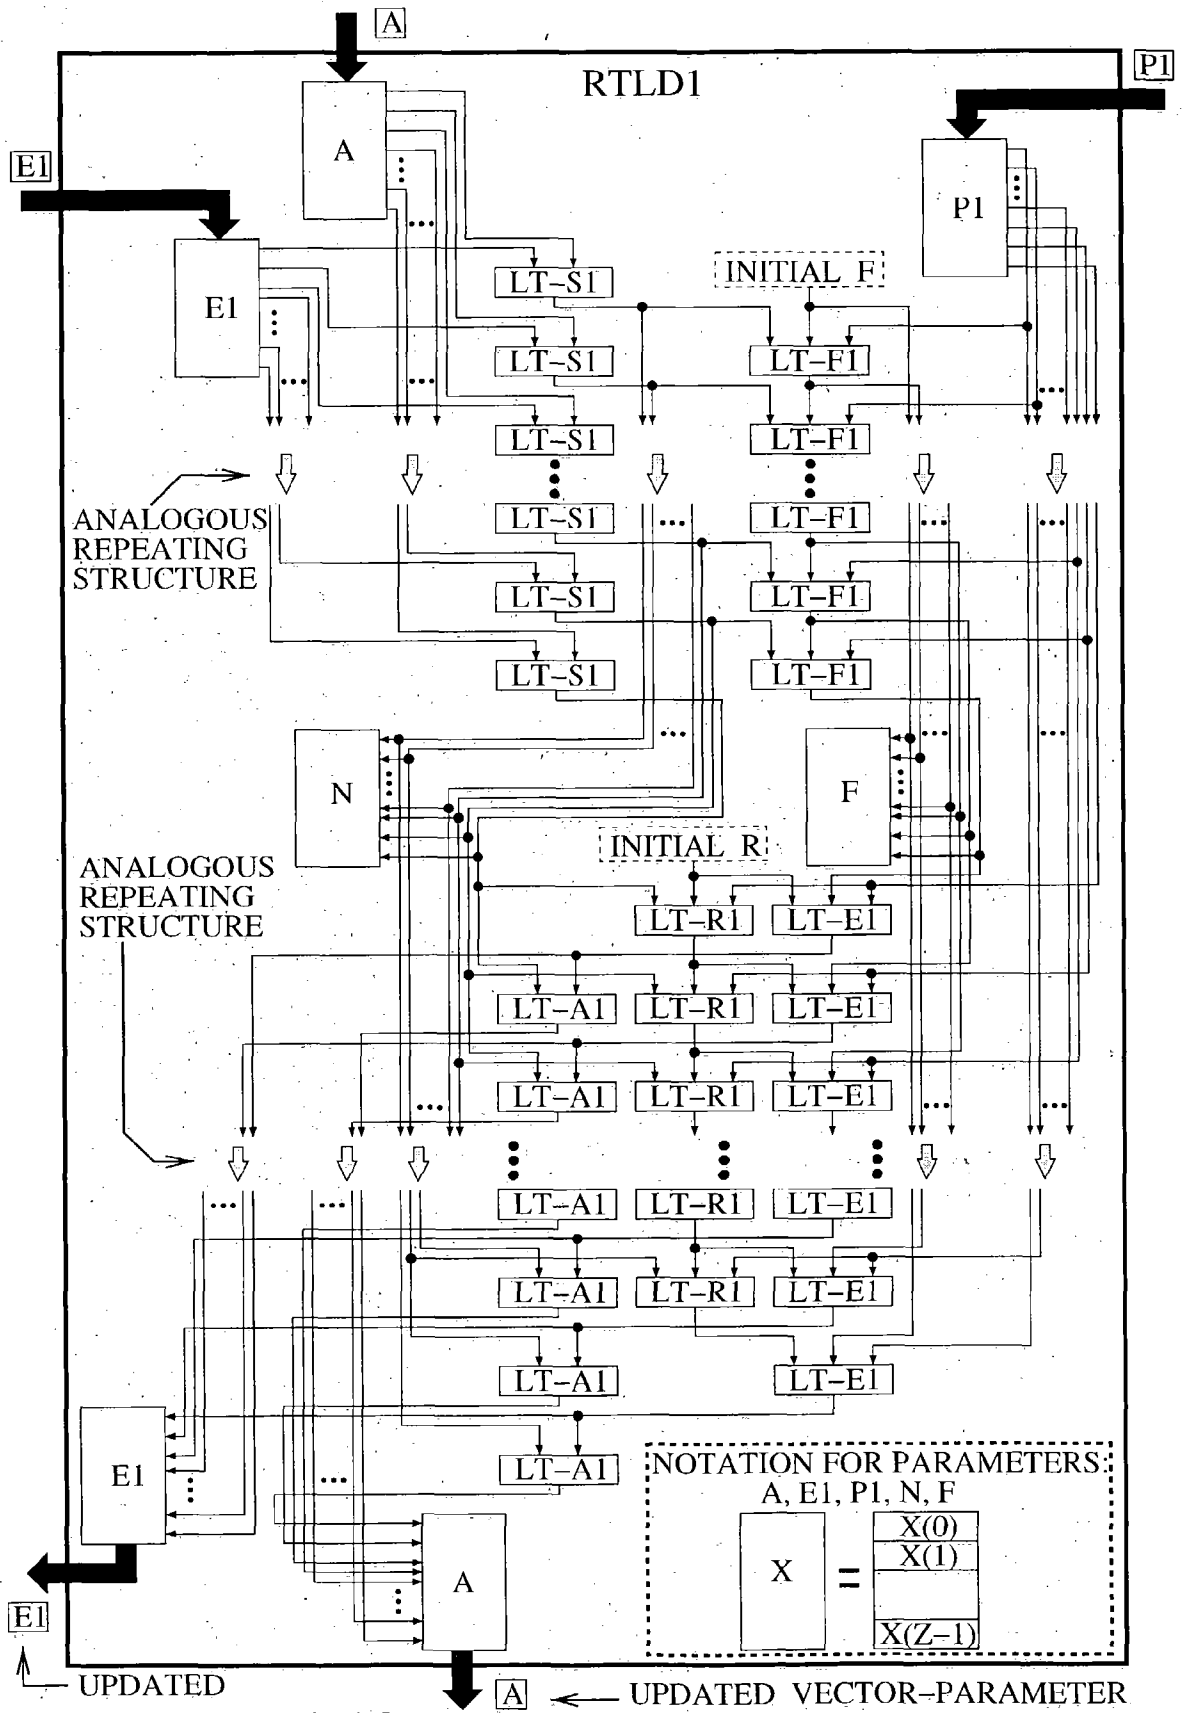 A
RTLD1
P1
E1
A
P1
E1
LT-S1
INITIAL F
LT-S1
LT-F1
LT-S1
LT-F1
ANALOGOUS
REPEATING
STRUCTURE
LT-S1
LT-F1
LT-S1
LT-F1
LT-S1
LT-F1
N
F
INITIAL R
ANALOGOUS
REPEATING
STRUCTURE
LT-R1
LT-E1
LT-A1
LT-R1
LT-E1
LT-A1
LT-R1
LT-E1
LT-A1
LT-R1
LT-E1
LT-A1
LT-R1
LT-E1
LT-A1
LT-E1
LT-A1
E1
NOTATION FOR PARAMETERS:
A, E1, P1, N, F
X
=
X(0)
X(1)
X(Z-1)
A
E1
UPDATED
A
UPDATED VECTOR-PARAMETER